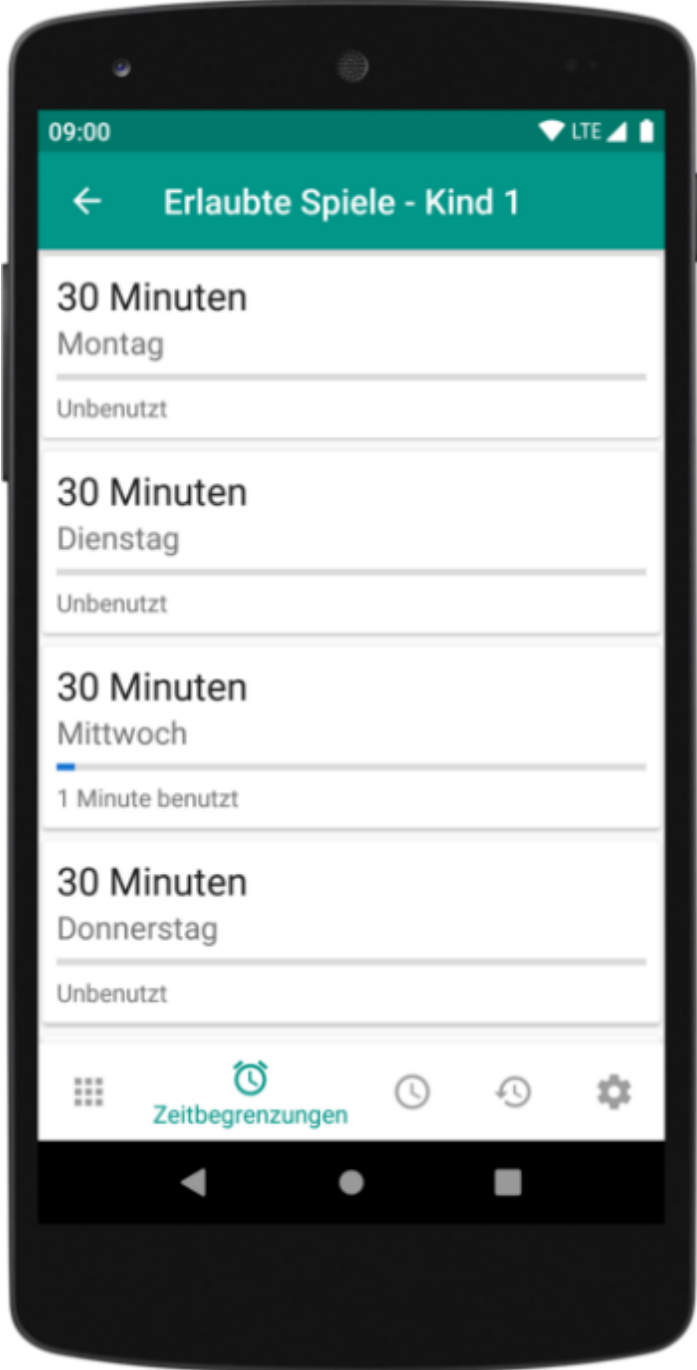 09:00
LTE
Erlaubte Spiele - Kind 1
30 Minuten
Montag
Unbenutzt
30 Minuten
Dienstag
Unbenutzt
30 Minuten
Mittwoch
1 Minute benutzt
30 Minuten
Donnerstag
Unbenutzt
Zeitbegrenzungen